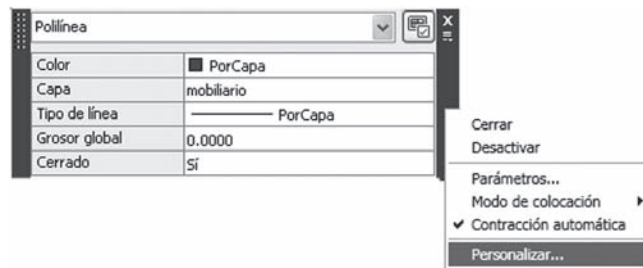 Polilínea
Color PorCapa
Capa mobiliario
Tipo de línea PorCapa
Grosor global 0.0000
Cerrado Sí
Cerrar
Desactivar
Parámetros...
Modo de colocación
Contracción automática
Personalizar...